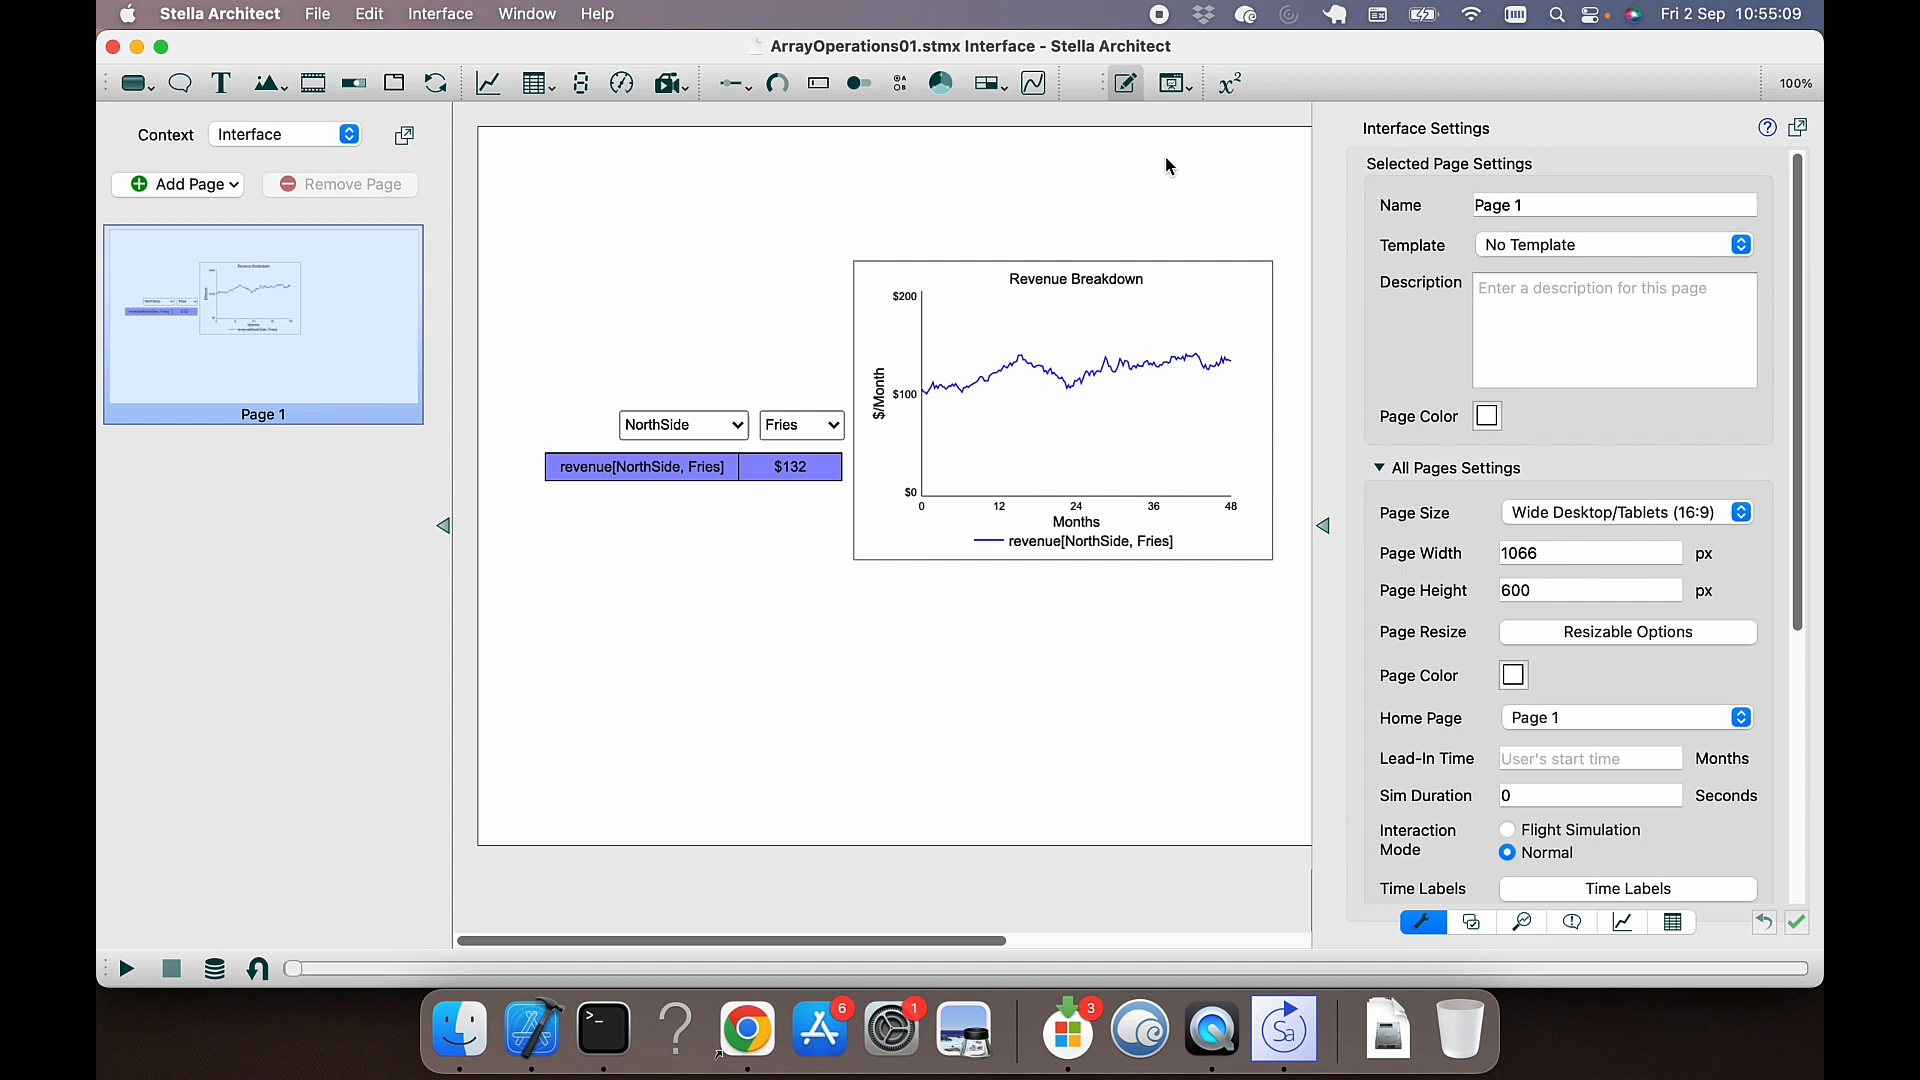 Stella Architect File Edit Interface Window Help
Fri 2 Sep 10:55:09
ArrayOperations01.stmx Interface - Stella Architect
T
x²
100%
Context
Interface
Add Page
Remove Page
Page 1
Revenue Breakdown
$200
$100
$0
$/Month
0 12 24 36 48
Months
revenue[NorthSide, Fries]
NorthSide
Fries
revenue[NorthSide, Fries]
$132
Interface Settings
?
Selected Page Settings
Name
Page 1
Template
No Template
Description
Enter a description for this page
Page Color
All Pages Settings
Page Size
Wide Desktop/Tablets (16:9)
Page Width
1066
px
Page Height
600
px
Page Resize
Resizable Options
Page Color
Home Page
Page 1
Lead-In Time
User's start time
Months
Sim Duration
0
Seconds
Interaction
Mode
Flight Simulation
Normal
Time Labels
Time Labels
>_
?
6
1
3
Sa